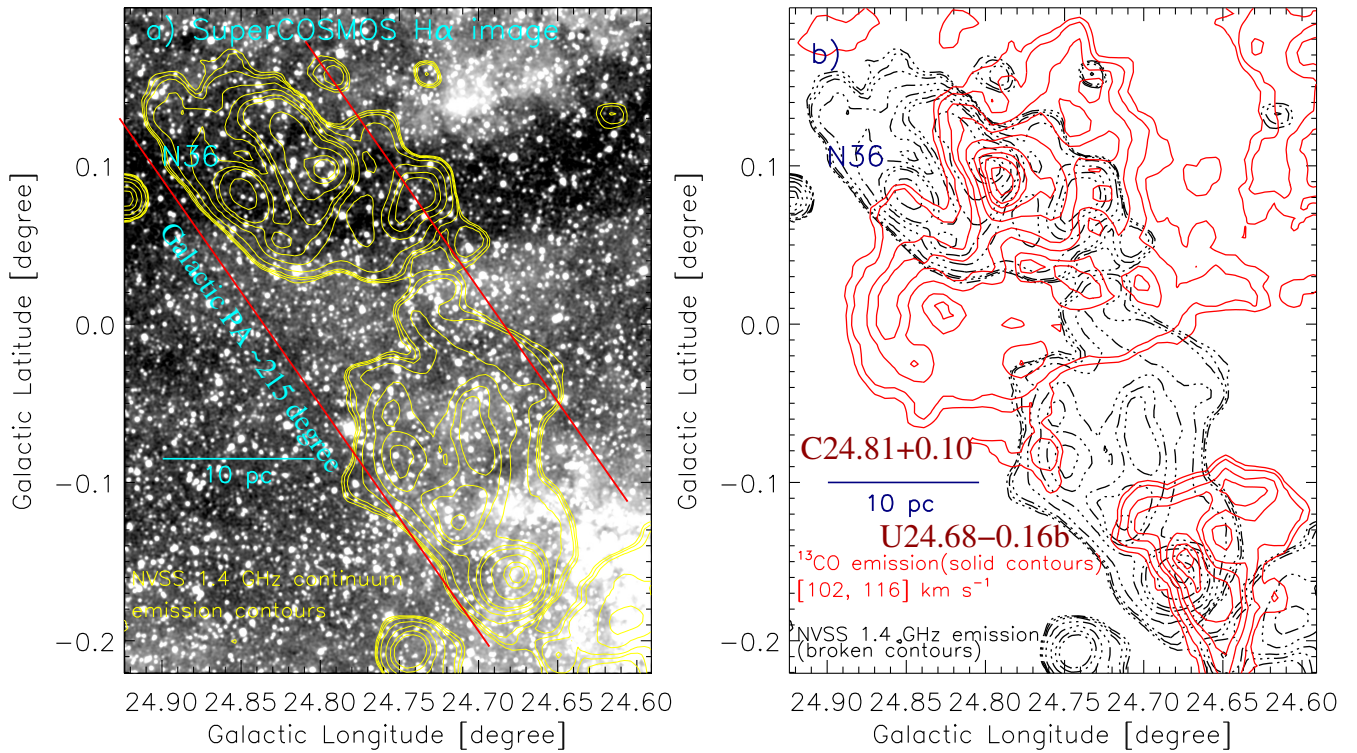 a) SuperCOSMOS Hα image
N36
Galactic PA ~215 degree
10 pc
NVSS 1.4 GHz continuum
emission contours
Galactic Latitude [degree]
0.1
0.0
−0.1
−0.2
24.90 24.85 24.80 24.75 24.70 24.65 24.60
Galactic Longitude [degree]
b)
N36
C24.81+0.10
10 pc
U24.68−0.16b
¹³CO emission(solid contours)
[102, 116] km s⁻¹
NVSS 1.4 GHz emission
(broken contours)
Galactic Latitude [degree]
0.1
0.0
−0.1
−0.2
24.90 24.85 24.80 24.75 24.70 24.65 24.60
Galactic Longitude [degree]